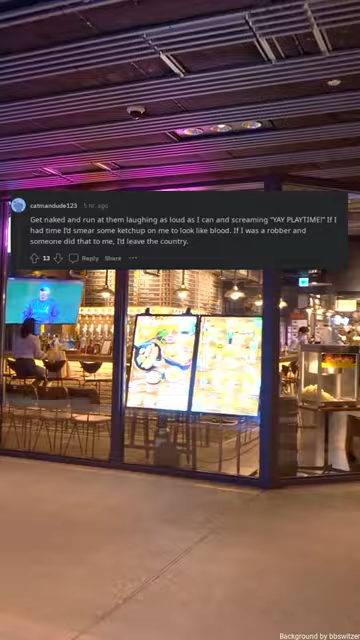 catmandude123 5 hr. ago
Get naked and run at them laughing as loud as I can and screaming "YAY PLAYTIME!" If I
had time I'd smear some ketchup on me to look like blood. If I was a robber and
someone did that to me, I'd leave the country.
13 Reply Share ···
Background by bbswitzer